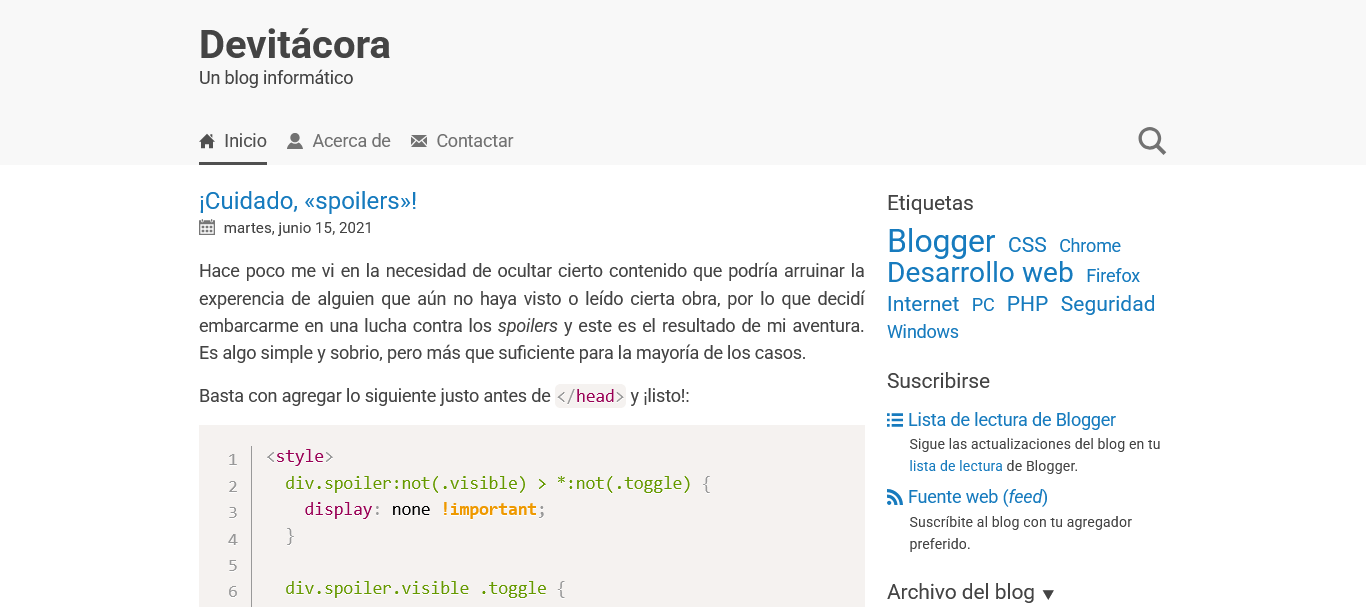 Devitácora
Un blog informático
Inicio Acerca de Contactar
¡Cuidado, «spoilers»!
martes, junio 15, 2021
Hace poco me vi en la necesidad de ocultar cierto contenido que podría arruinar la
experencia de alguien que aún no haya visto o leído cierta obra, por lo que decidí
embarcarme en una lucha contra los spoilers y este es el resultado de mi aventura.
Es algo simple y sobrio, pero más que suficiente para la mayoría de los casos.
Basta con agregar lo siguiente justo antes de </head> y ¡listo!:
1 <style>
2 div.spoiler:not(.visible) > *:not(.toggle) {
3 display: none !important;
4 }
5
6 div.spoiler.visible .toggle {
Etiquetas
Blogger CSS Chrome
Desarrollo web Firefox
Internet PC PHP Seguridad
Windows
Suscribirse
Lista de lectura de Blogger
Sigue las actualizaciones del blog en tu
lista de lectura de Blogger.
Fuente web (feed)
Suscríbite al blog con tu agregador
preferido.
Archivo del blog ▼